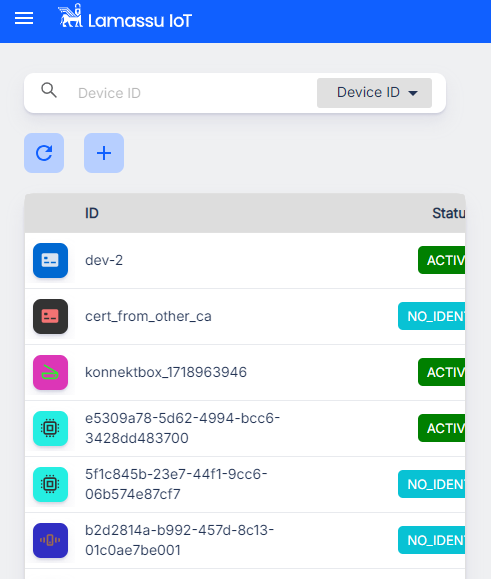 Lamassu IoT
Device ID
Device ID
ID Statu
dev-2 ACTIV
cert_from_other_ca NO_IDENT
konnektbox_1718963946 ACTIV
e5309a78-5d62-4994-bcc6-
3428dd483700 ACTIV
5f1c845b-23e7-44f1-9cc6-
06b574e87cf7 NO_IDENT
b2d2814a-b992-457d-8c13-
01c0ae7be001 NO_IDENT